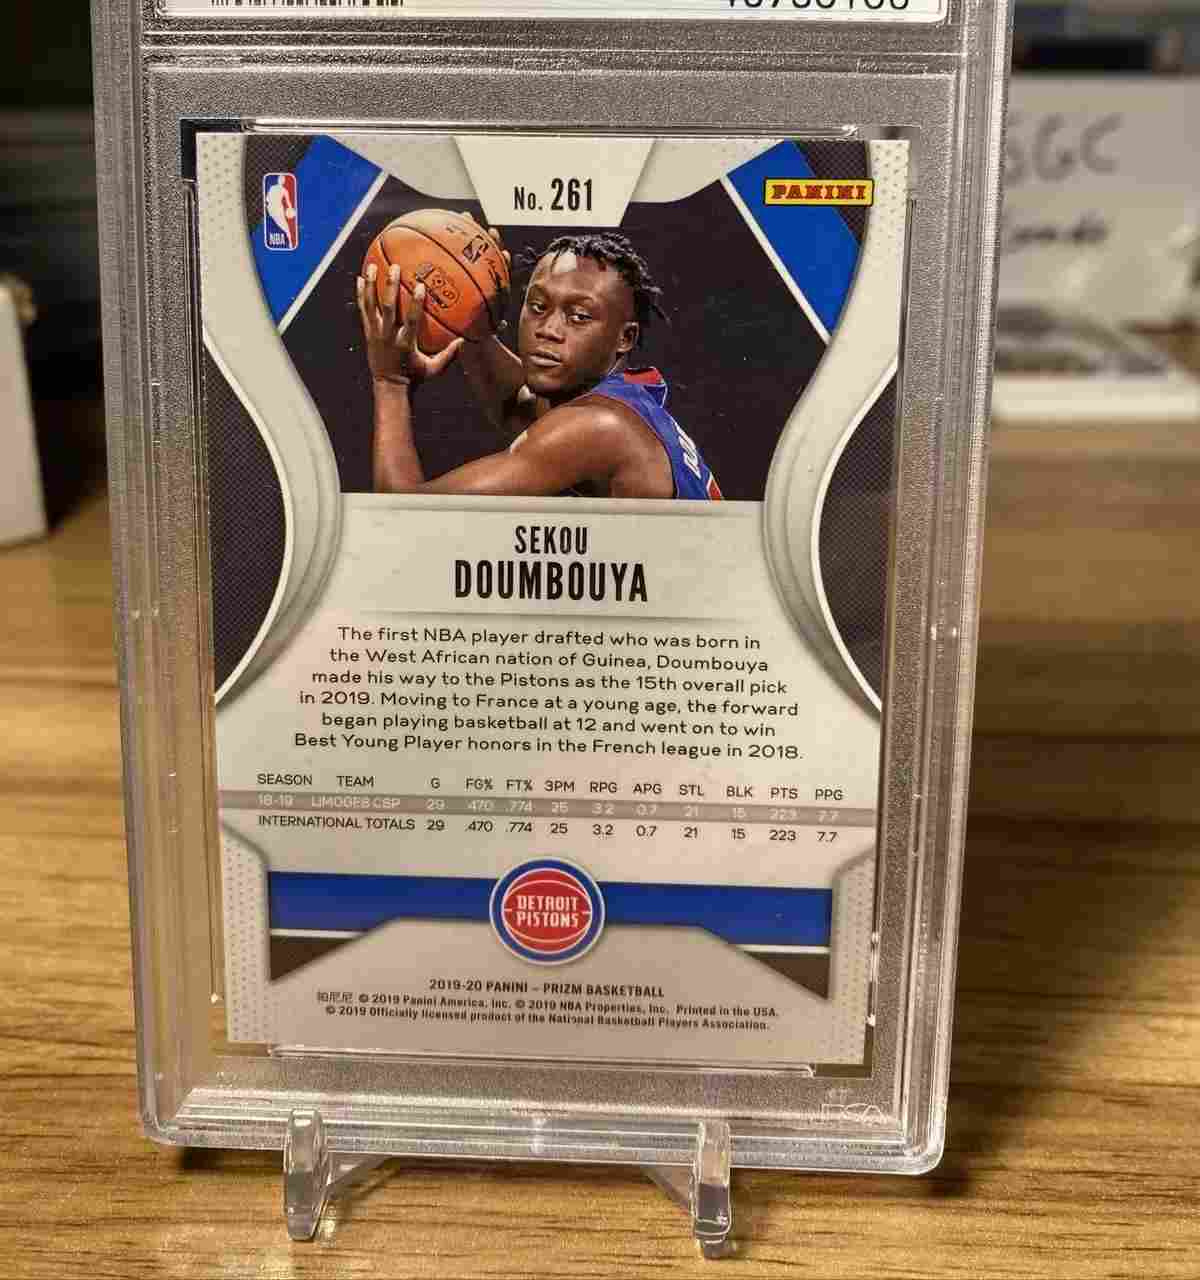 SGC
No. 261
PANINI
NBA
SEKOU
DOUMBOUYA
The first NBA player drafted who was born in
the West African nation of Guinea, Doumbouya
made his way to the Pistons as the 15th overall pick
in 2019. Moving to France at a young age, the forward
began playing basketball at 12 and went on to win
Best Young Player honors in the French league in 2018.
SEASON TEAM G FG% FT% 3PM RPG APG STL BLK PTS PPG
18-19 LIMOGES CSP 29 .470 .774 25 3.2 0.7 21 15 223 7.7
INTERNATIONAL TOTALS 29 .470 .774 25 3.2 0.7 21 15 223 7.7
DETROIT
PISTONS
2019-20 PANINI – PRIZM BASKETBALL
帕尼尼 © 2019 Panini America, Inc. © 2019 NBA Properties, Inc. Printed in the USA.
© 2019 Officially licensed product of the National Basketball Players Association.
PSA